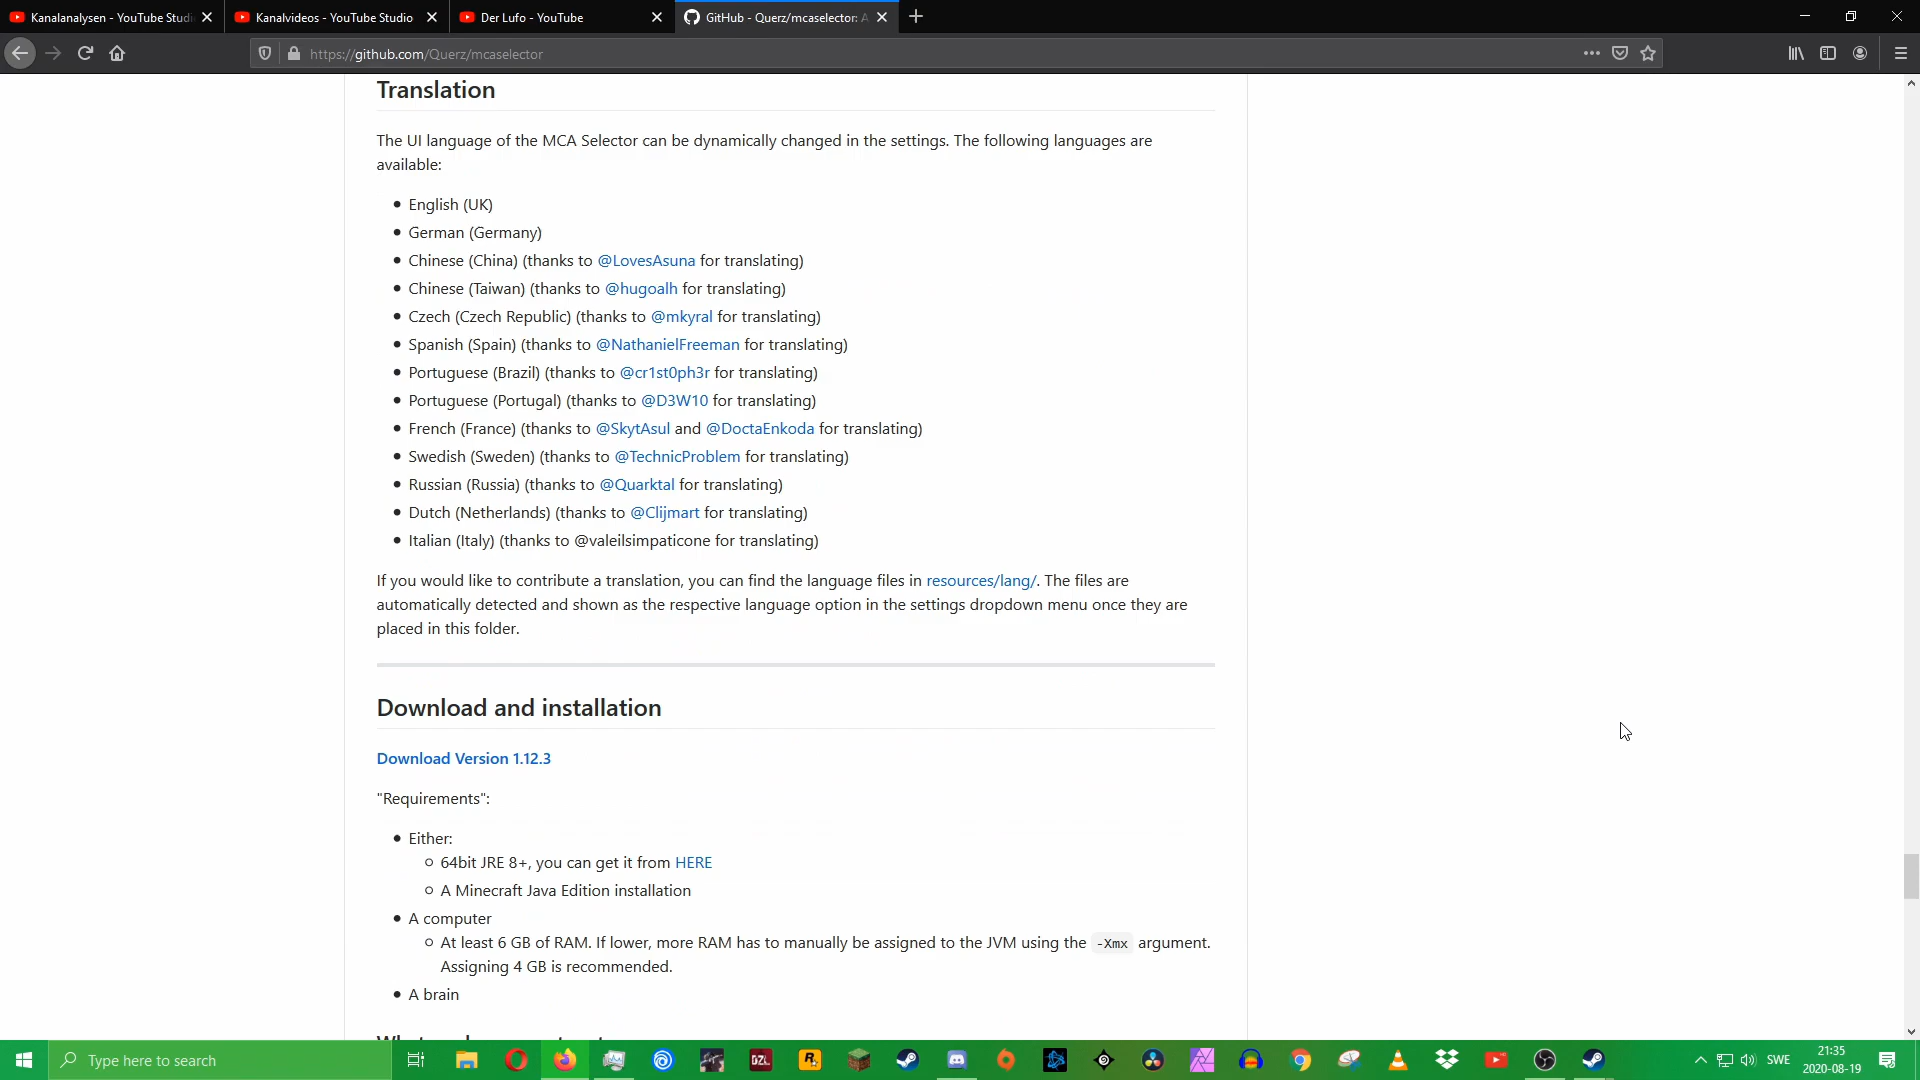 Kanalanalysen - YouTube Studi
Kanalvideos - YouTube Studio
Der Lufo - YouTube
GitHub - Querz/mcaselector: A
https://github.com/Querz/mcaselector
Translation
The UI language of the MCA Selector can be dynamically changed in the settings. The following languages are
available:
English (UK)
German (Germany)
Chinese (China) (thanks to @LovesAsuna for translating)
Chinese (Taiwan) (thanks to @hugoalh for translating)
Czech (Czech Republic) (thanks to @mkyral for translating)
Spanish (Spain) (thanks to @NathanielFreeman for translating)
Portuguese (Brazil) (thanks to @cr1st0ph3r for translating)
Portuguese (Portugal) (thanks to @D3W10 for translating)
French (France) (thanks to @SkytAsul and @DoctaEnkoda for translating)
Swedish (Sweden) (thanks to @TechnicProblem for translating)
Russian (Russia) (thanks to @Quarktal for translating)
Dutch (Netherlands) (thanks to @Clijmart for translating)
Italian (Italy) (thanks to @valeilsimpaticone for translating)
If you would like to contribute a translation, you can find the language files in resources/lang/. The files are
automatically detected and shown as the respective language option in the settings dropdown menu once they are
placed in this folder.
Download and installation
Download Version 1.12.3
"Requirements":
Either:
64bit JRE 8+, you can get it from HERE
A Minecraft Java Edition installation
A computer
At least 6 GB of RAM. If lower, more RAM has to manually be assigned to the JVM using the -Xmx argument.
Assigning 4 GB is recommended.
A brain
Type here to search
DZL
SWE
21:35
2020-08-19